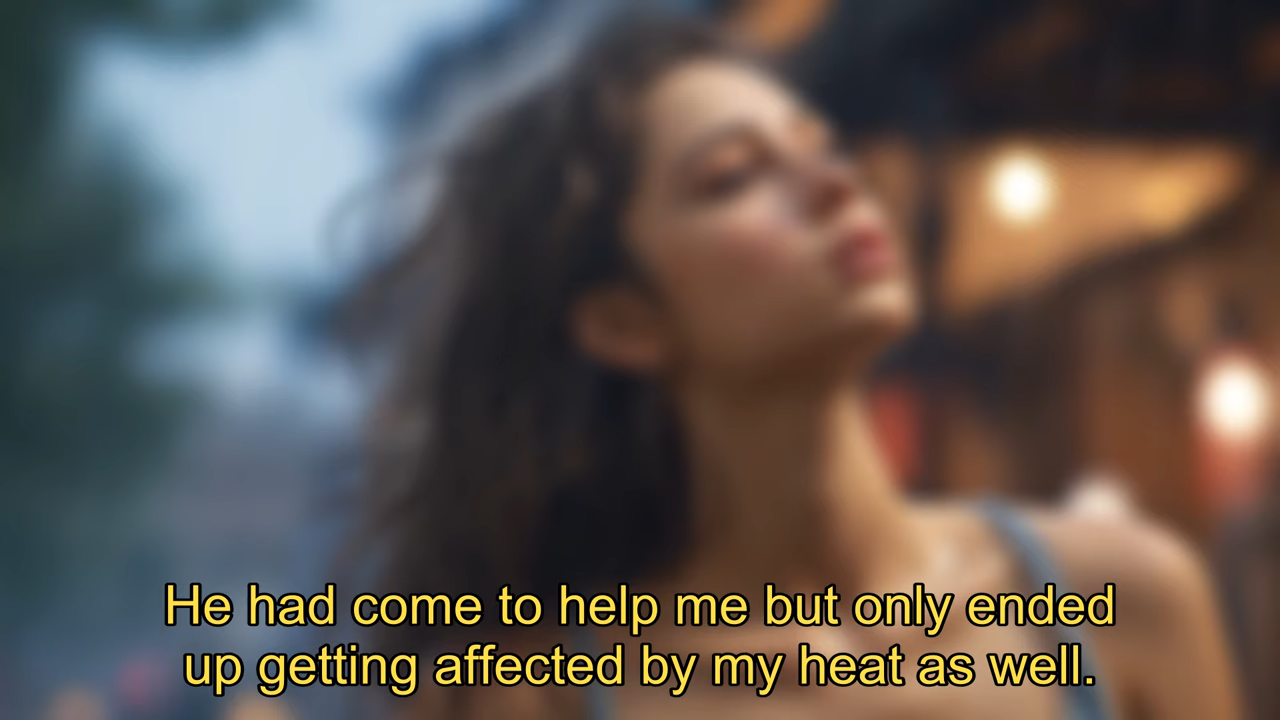 He had come to help me but only ended
up getting affected by my heat as well.